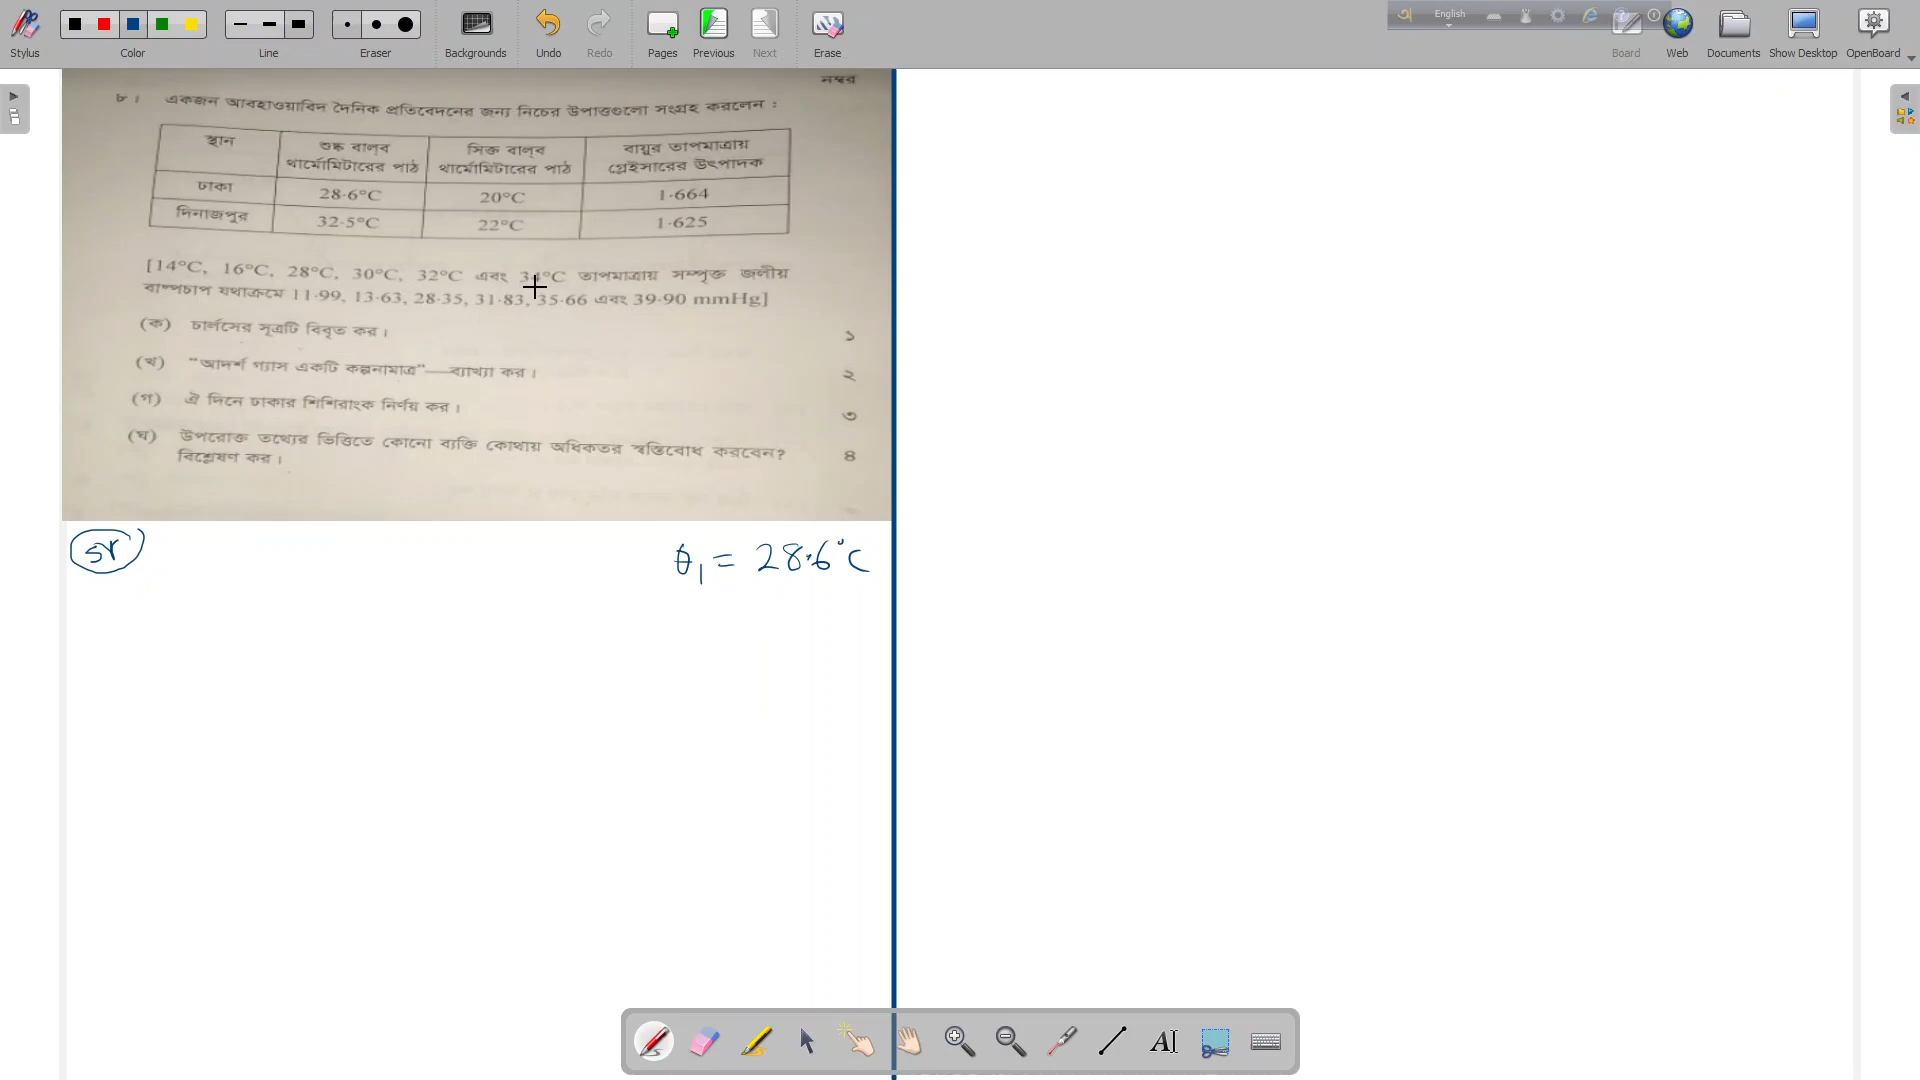 English
Stylus
Color
Line
Eraser
Backgrounds
Undo
Redo
Pages
Previous
Next
Erase
Board
Web
Documents
Show Desktop
OpenBoard
নম্বর
৮। একজন আবহাওয়াবিদ দৈনিক প্রতিবেদনের জন্য নিচের উপাত্তগুলো সংগ্রহ করলেন :
স্থান
শুষ্ক বাল্‌ব থার্মোমিটারের পাঠ
সিক্ত বাল্‌ব থার্মোমিটারের পাঠ
বায়ুর তাপমাত্রায় গ্লেইসারের উৎপাদক
ঢাকা 28·6°C 20°C 1·664
দিনাজপুর 32·5°C 22°C 1·625
[14°C, 16°C, 28°C, 30°C, 32°C এবং 34°C তাপমাত্রায় সম্পৃক্ত জলীয়
বাষ্পচাপ যথাক্রমে 11·99, 13·63, 28·35, 31·83, 35·66 এবং 39·90 mmHg]
(ক) চার্লসের সূত্রটি বিবৃত কর। ১
(খ) "আদর্শ গ্যাস একটি কল্পনামাত্র"—ব্যাখ্যা কর। ২
(গ) ঐ দিনে ঢাকার শিশিরাংক নির্ণয় কর। ৩
(ঘ) উপরোক্ত তথ্যের ভিত্তিতে কোনো ব্যক্তি কোথায় অধিকতর স্বস্তিবোধ করবেন?
বিশ্লেষণ কর। ৪
θ₁ = 28.6°C